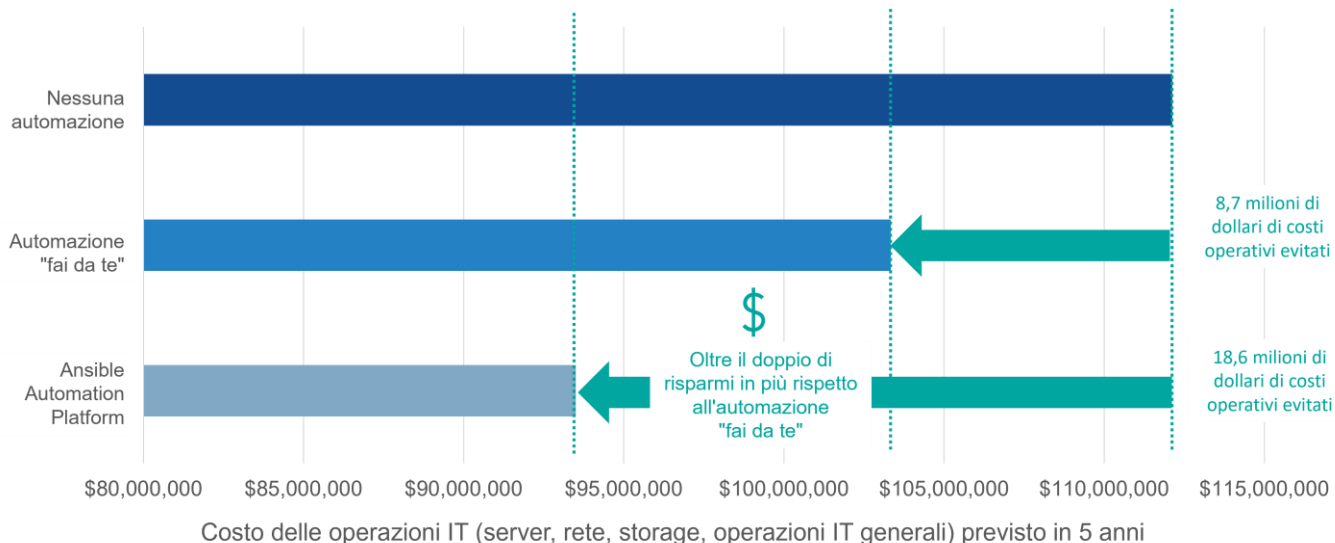 Nessuna
automazione
Automazione
"fai da te"
8,7 milioni di
dollari di costi
operativi evitati
$
Oltre il doppio di
risparmi in più rispetto
all'automazione
"fai da te"
Ansible
Automation
Platform
18,6 milioni di
dollari di costi
operativi evitati
$80,000,000 $85,000,000 $90,000,000 $95,000,000 $100,000,000 $105,000,000 $110,000,000 $115,000,000
Costo delle operazioni IT (server, rete, storage, operazioni IT generali) previsto in 5 anni